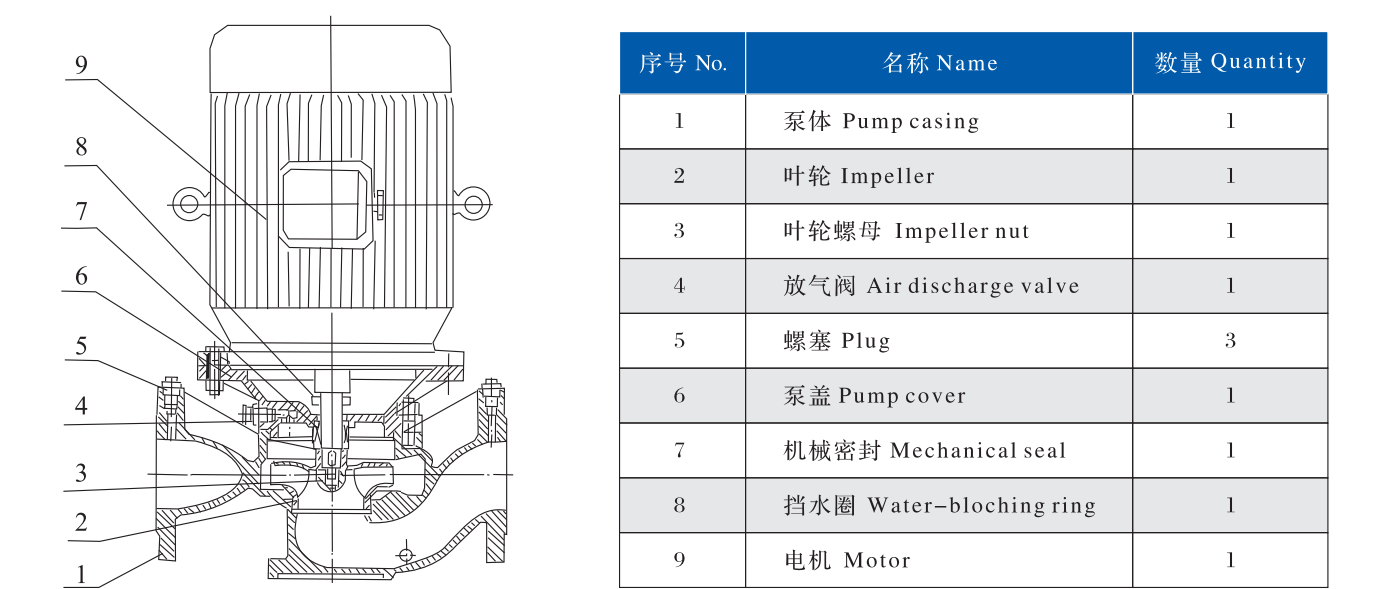 9
8
7
6
5
4
3
2
1
序号 No. 名称 Name 数量 Quantity
1 泵体 Pump casing 1
2 叶轮 Impeller 1
3 叶轮螺母 Impeller nut 1
4 放气阀 Air discharge valve 1
5 螺塞 Plug 3
6 泵盖 Pump cover 1
7 机械密封 Mechanical seal 1
8 挡水圈 Water-bloching ring 1
9 电机 Motor 1